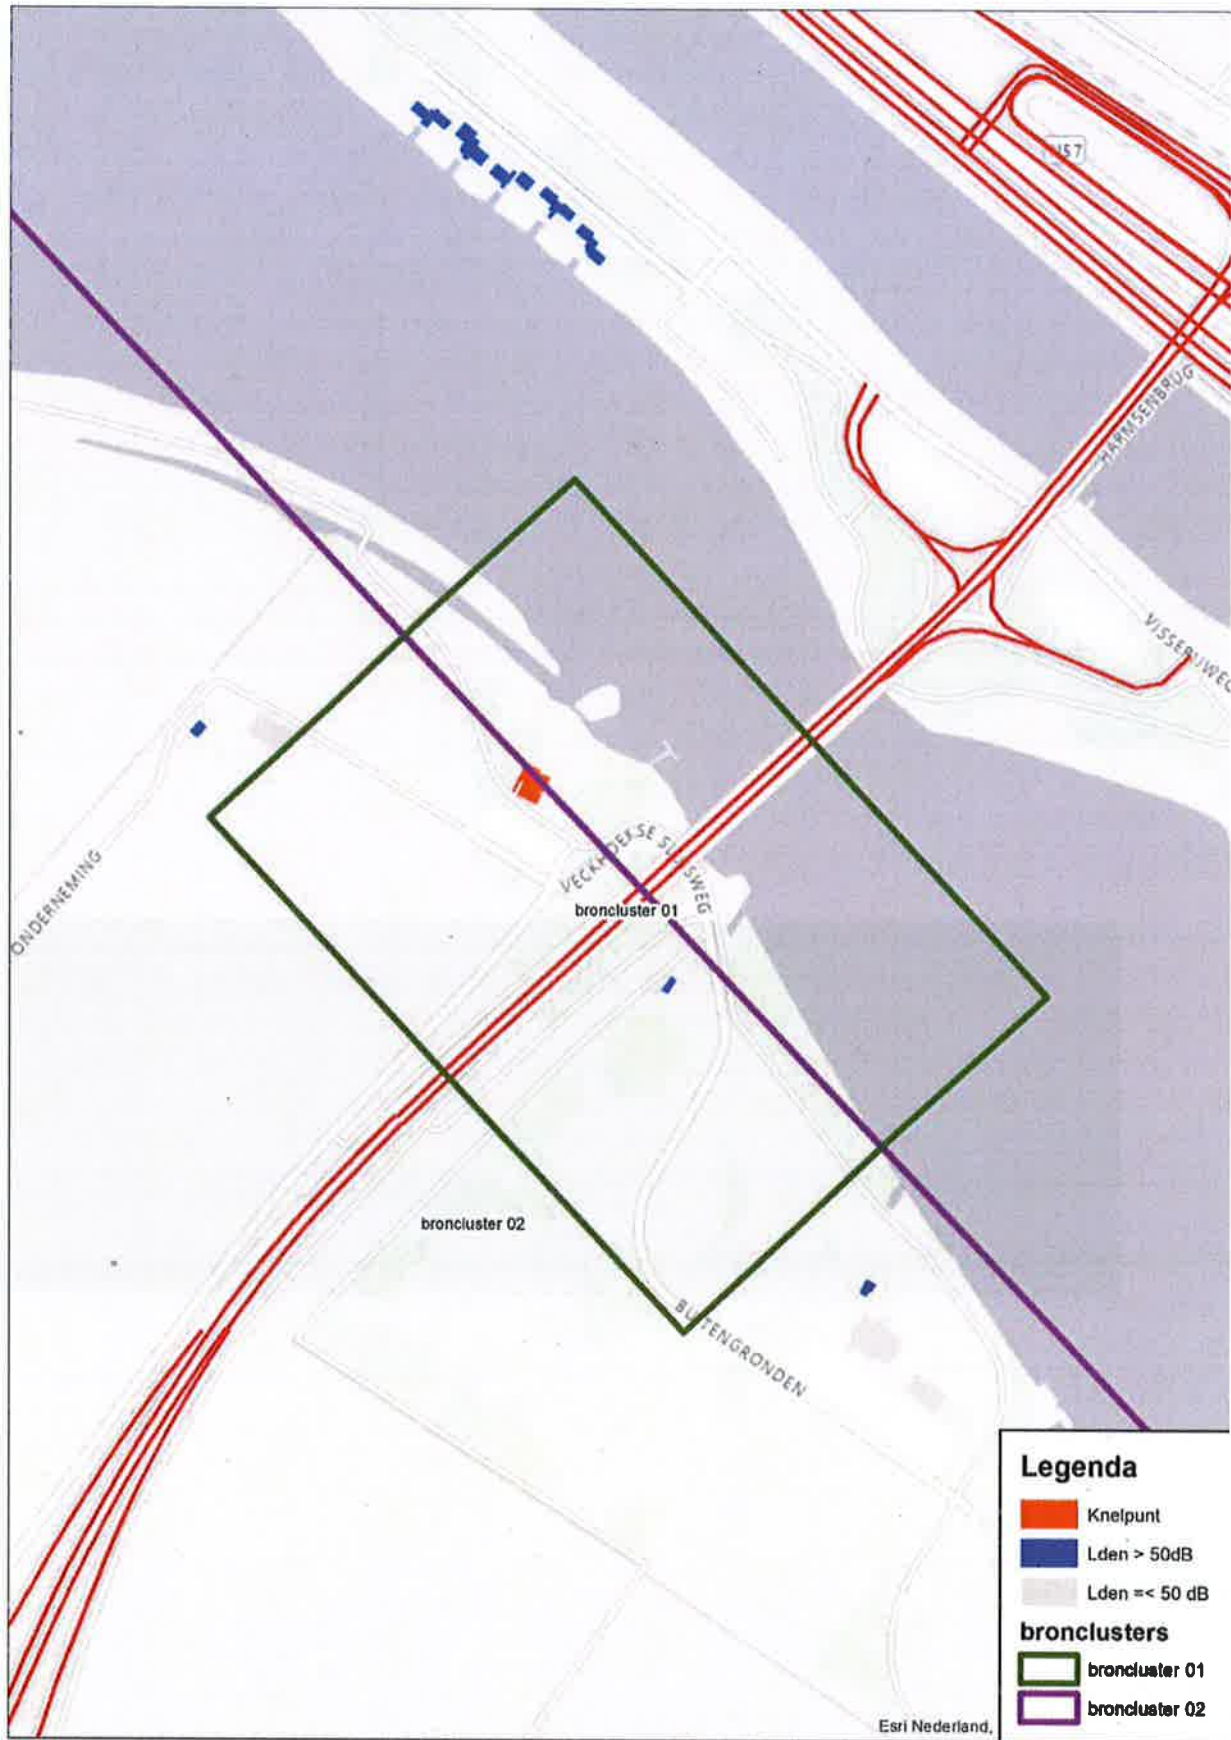 N57
HARMSENBRUG
VISSERIJWEG
ONDERNEMING
broncluster 01
broncluster 02
BUITENGRONDEN
Legenda
Knelpunt
Lden > 50dB
Lden =< 50 dB
bronclusters
broncluster 01
broncluster 02
Esri Nederland,